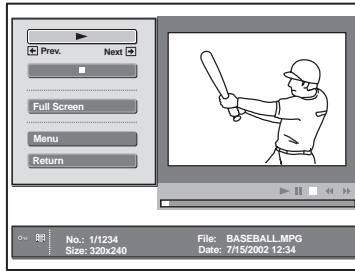 Prev. Next
Full Screen
Menu
Return
No.: 1/1234 File: BASEBALL.MPG
Size: 320x240 Date: 7/15/2002 12:34